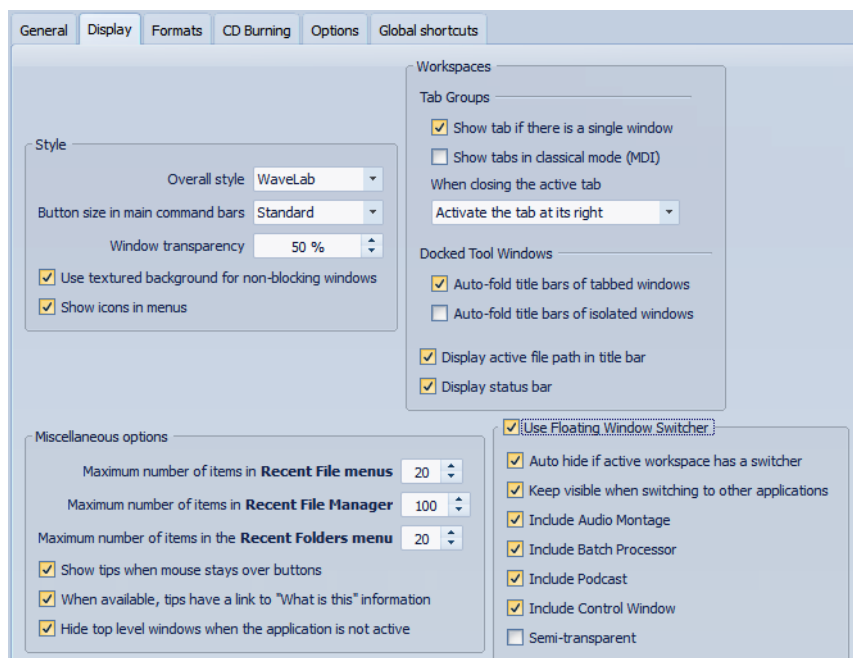 General
Display
Formats
CD Burning
Options
Global shortcuts
Style
Overall style WaveLab
Button size in main command bars Standard
Window transparency 50 %
Use textured background for non-blocking windows
Show icons in menus
Workspaces
Tab Groups
Show tab if there is a single window
Show tabs in classical mode (MDI)
When closing the active tab
Activate the tab at its right
Docked Tool Windows
Auto-fold title bars of tabbed windows
Auto-fold title bars of isolated windows
Display active file path in title bar
Display status bar
Miscellaneous options
Maximum number of items in Recent File menus 20
Maximum number of items in Recent File Manager 100
Maximum number of items in the Recent Folders menu 20
Show tips when mouse stays over buttons
When available, tips have a link to "What is this" information
Hide top level windows when the application is not active
Use Floating Window Switcher
Auto hide if active workspace has a switcher
Keep visible when switching to other applications
Include Audio Montage
Include Batch Processor
Include Podcast
Include Control Window
Semi-transparent